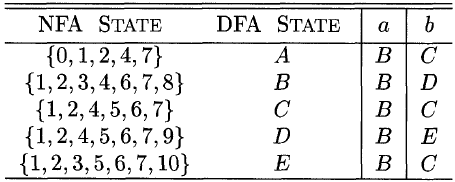 NFA STATE DFA STATE a b
{0, 1, 2, 4, 7} A B C
{1, 2, 3, 4, 6, 7, 8} B B D
{1, 2, 4, 5, 6, 7} C B C
{1, 2, 4, 5, 6, 7, 9} D B E
{1, 2, 3, 5, 6, 7, 10} E B C